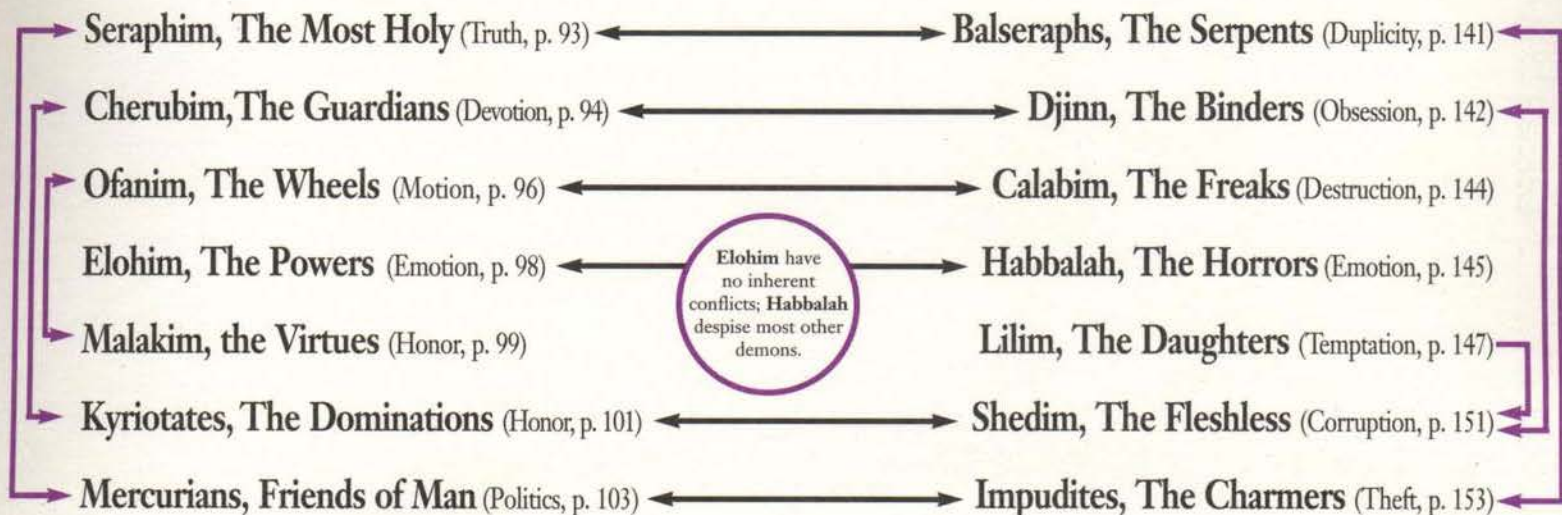 Seraphim, The Most Holy (Truth, p. 93)
Balseraphs, The Serpents (Duplicity, p. 141)
Cherubim,The Guardians (Devotion, p. 94)
Djinn, The Binders (Obsession, p. 142)
Ofanim, The Wheels (Motion, p. 96)
Calabim, The Freaks (Destruction, p. 144)
Elohim, The Powers (Emotion, p. 98)
Elohim have
no inherent
conflicts; Habbalah
despise most other
demons.
Habbalah, The Horrors (Emotion, p. 145)
Malakim, the Virtues (Honor, p. 99)
Lilim, The Daughters (Temptation, p. 147)
Kyriotates, The Dominations (Honor, p. 101)
Shedim, The Fleshless (Corruption, p. 151)
Mercurians, Friends of Man (Politics, p. 103)
Impudites, The Charmers (Theft, p. 153)